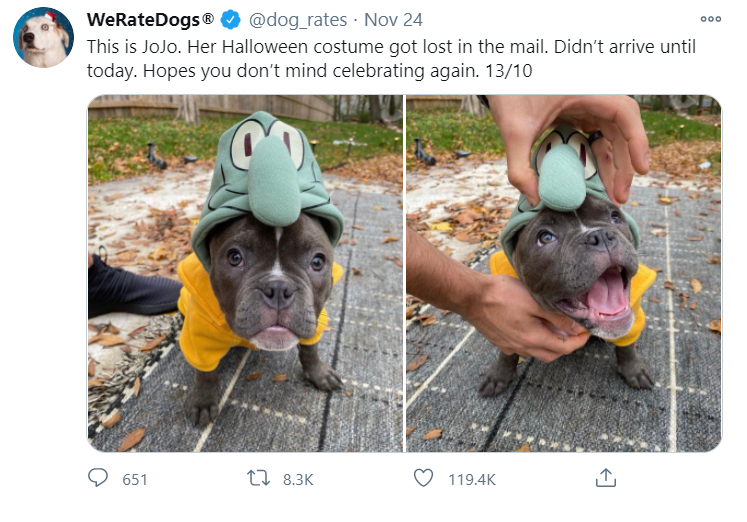 WeRateDogs® @dog_rates · Nov 24
This is JoJo. Her Halloween costume got lost in the mail. Didn’t arrive until
today. Hopes you don’t mind celebrating again. 13/10
651 8.3K 119.4K